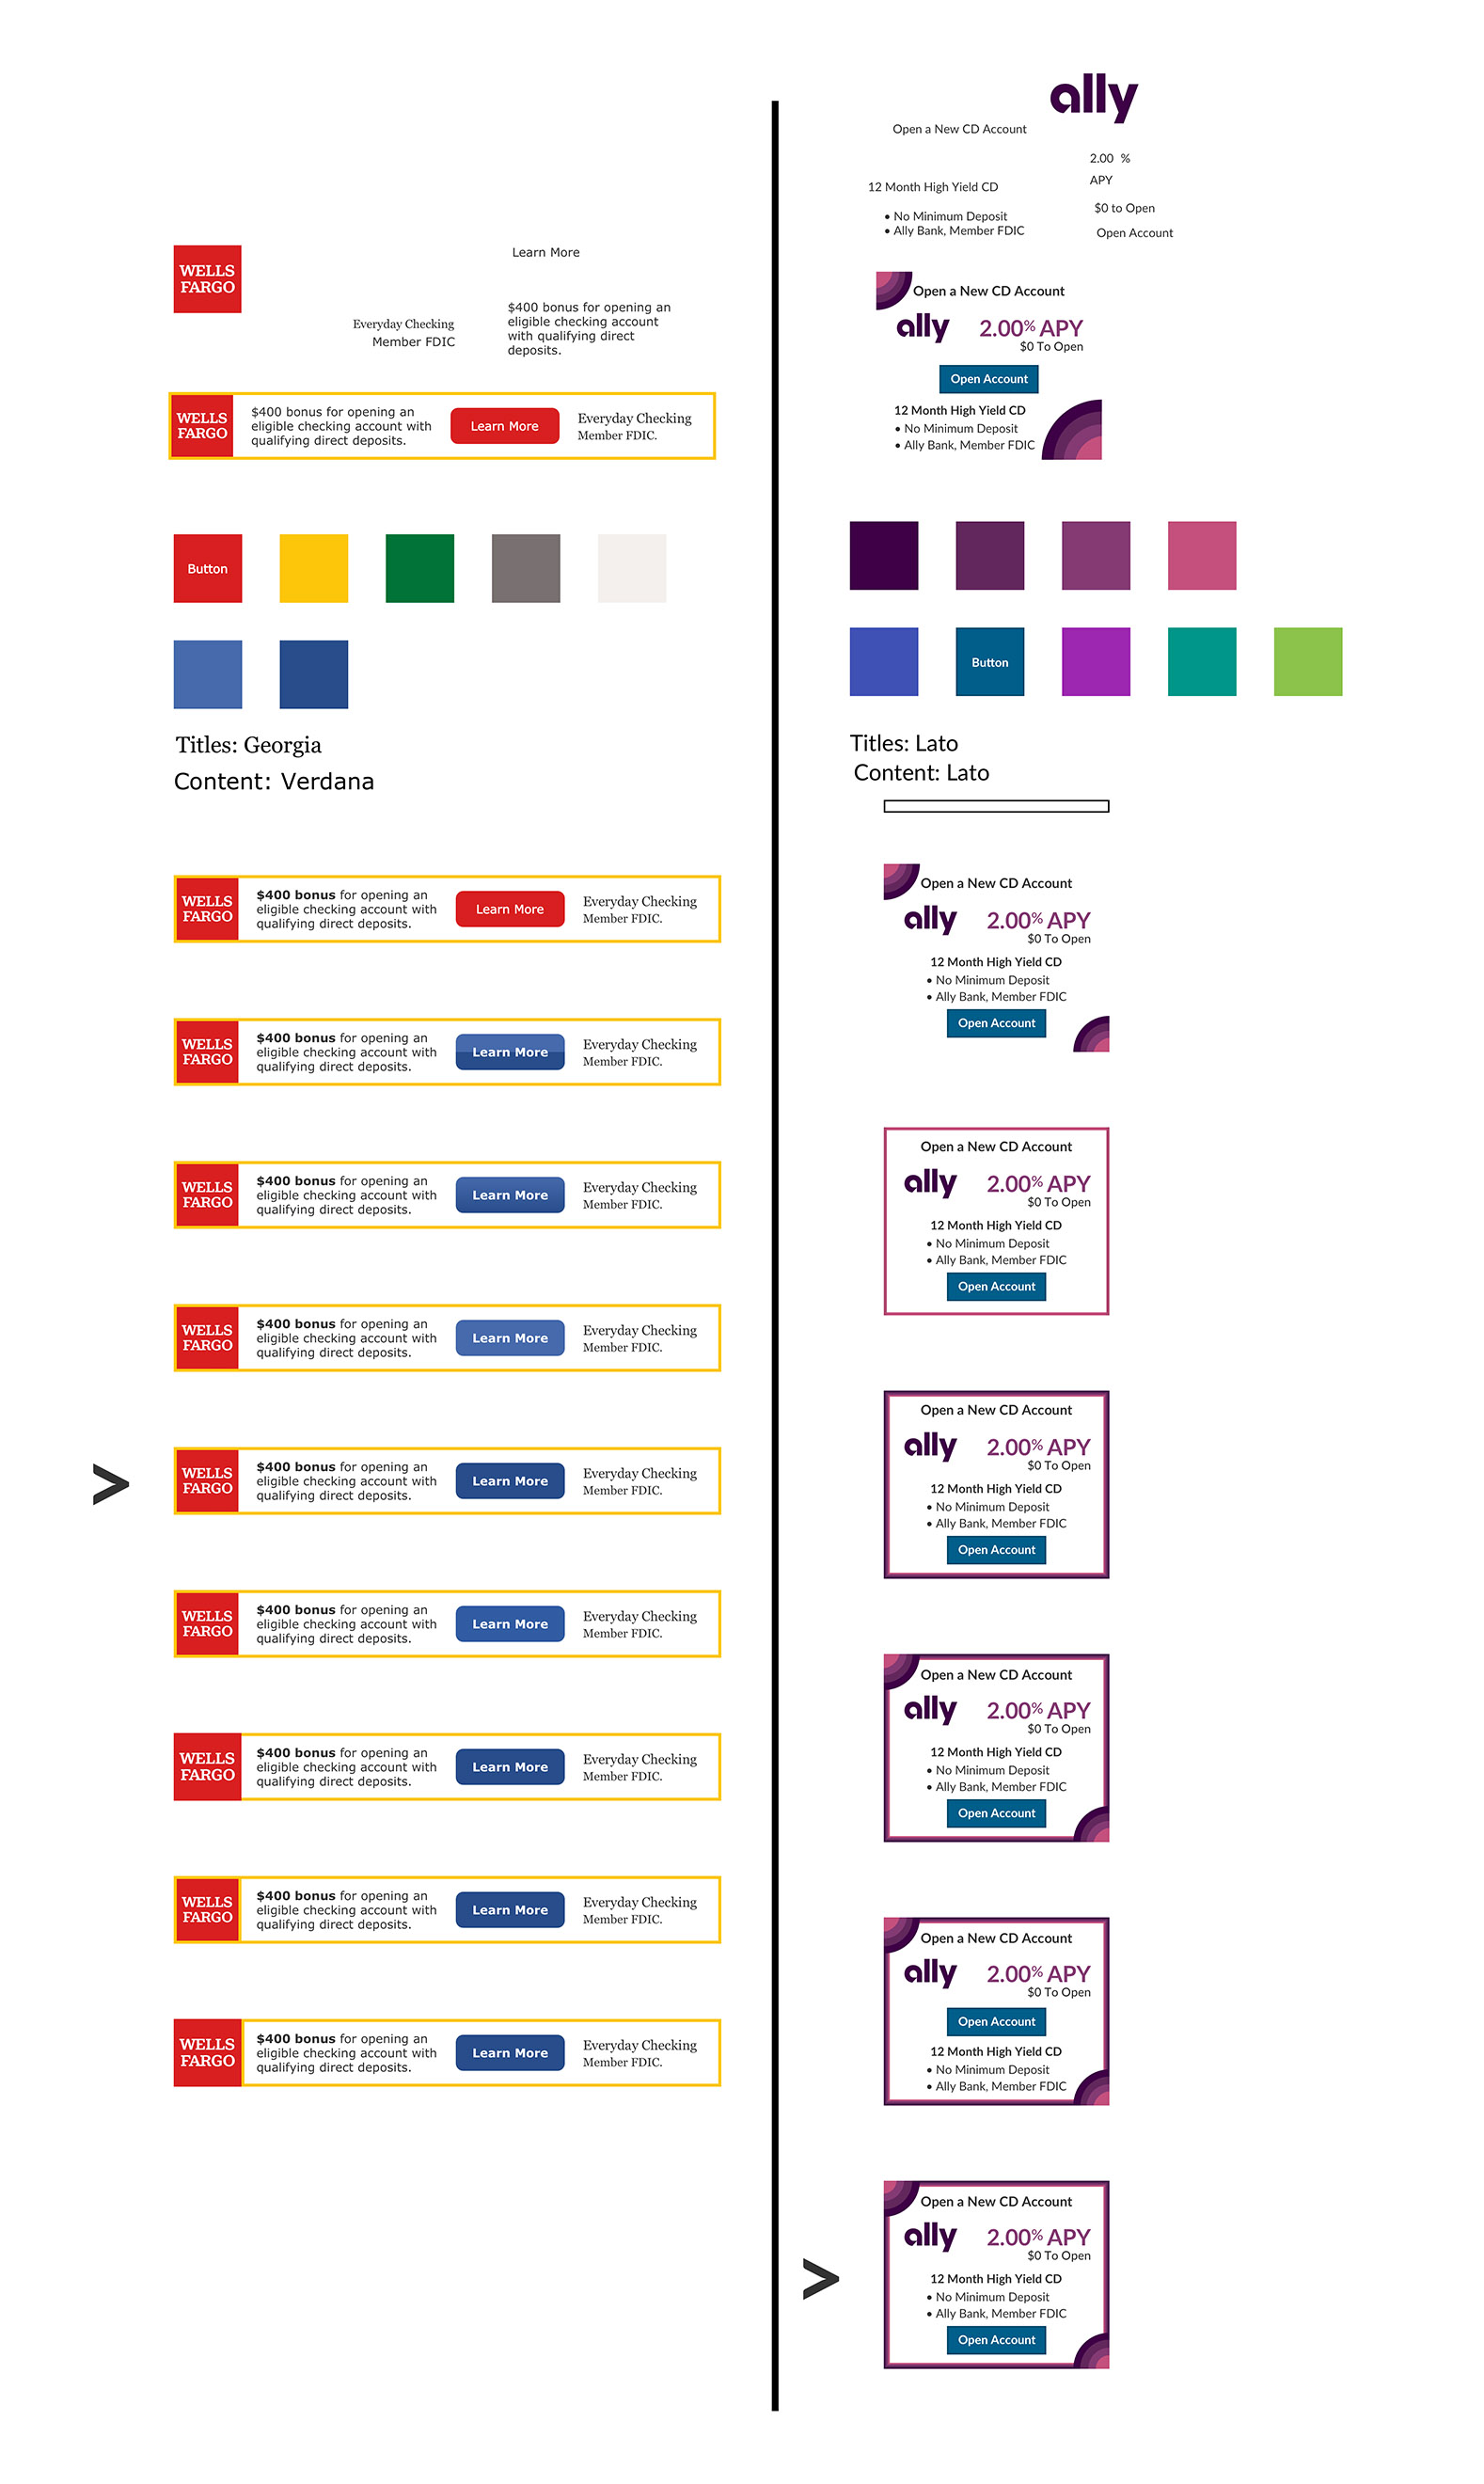 WELLS
FARGO
Learn More
Everyday Checking
Member FDIC
$400 bonus for opening an
eligible checking account
with qualifying direct
deposits.
WELLS
FARGO
$400 bonus for opening an
eligible checking account with
qualifying direct deposits.
Learn More
Everyday Checking
Member FDIC.
Button
Titles: Georgia
Content: Verdana
WELLS
FARGO
$400 bonus for opening an
eligible checking account with
qualifying direct deposits.
Learn More
Everyday Checking
Member FDIC.
WELLS
FARGO
$400 bonus for opening an
eligible checking account with
qualifying direct deposits.
Learn More
Everyday Checking
Member FDIC.
WELLS
FARGO
$400 bonus for opening an
eligible checking account with
qualifying direct deposits.
Learn More
Everyday Checking
Member FDIC.
WELLS
FARGO
$400 bonus for opening an
eligible checking account with
qualifying direct deposits.
Learn More
Everyday Checking
Member FDIC.
>
WELLS
FARGO
$400 bonus for opening an
eligible checking account with
qualifying direct deposits.
Learn More
Everyday Checking
Member FDIC.
WELLS
FARGO
$400 bonus for opening an
eligible checking account with
qualifying direct deposits.
Learn More
Everyday Checking
Member FDIC.
WELLS
FARGO
$400 bonus for opening an
eligible checking account with
qualifying direct deposits.
Learn More
Everyday Checking
Member FDIC.
WELLS
FARGO
$400 bonus for opening an
eligible checking account with
qualifying direct deposits.
Learn More
Everyday Checking
Member FDIC.
WELLS
FARGO
$400 bonus for opening an
eligible checking account with
qualifying direct deposits.
Learn More
Everyday Checking
Member FDIC.
ally
Open a New CD Account
2.00 %
APY
12 Month High Yield CD
$0 to Open
• No Minimum Deposit
• Ally Bank, Member FDIC
Open Account
Open a New CD Account
ally
2.00% APY
$0 To Open
Open Account
12 Month High Yield CD
• No Minimum Deposit
• Ally Bank, Member FDIC
Button
Titles: Lato
Content: Lato
Open a New CD Account
ally
2.00% APY
$0 To Open
12 Month High Yield CD
• No Minimum Deposit
• Ally Bank, Member FDIC
Open Account
Open a New CD Account
ally
2.00% APY
$0 To Open
12 Month High Yield CD
• No Minimum Deposit
• Ally Bank, Member FDIC
Open Account
Open a New CD Account
ally
2.00% APY
$0 To Open
12 Month High Yield CD
• No Minimum Deposit
• Ally Bank, Member FDIC
Open Account
Open a New CD Account
ally
2.00% APY
$0 To Open
12 Month High Yield CD
• No Minimum Deposit
• Ally Bank, Member FDIC
Open Account
Open a New CD Account
ally
2.00% APY
$0 To Open
Open Account
12 Month High Yield CD
• No Minimum Deposit
• Ally Bank, Member FDIC
>
Open a New CD Account
ally
2.00% APY
$0 To Open
12 Month High Yield CD
• No Minimum Deposit
• Ally Bank, Member FDIC
Open Account